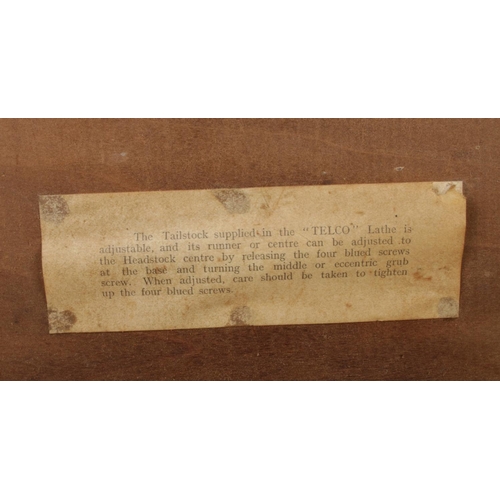 The Tailstock supplied in the "TELCO" Lathe is
adjustable, and its runner or centre can be adjusted to
the Headstock centre by releasing the four blued screws
at the base and turning the middle or eccentric grub
screw. When adjusted, care should be taken to tighten
up the four blued screws.